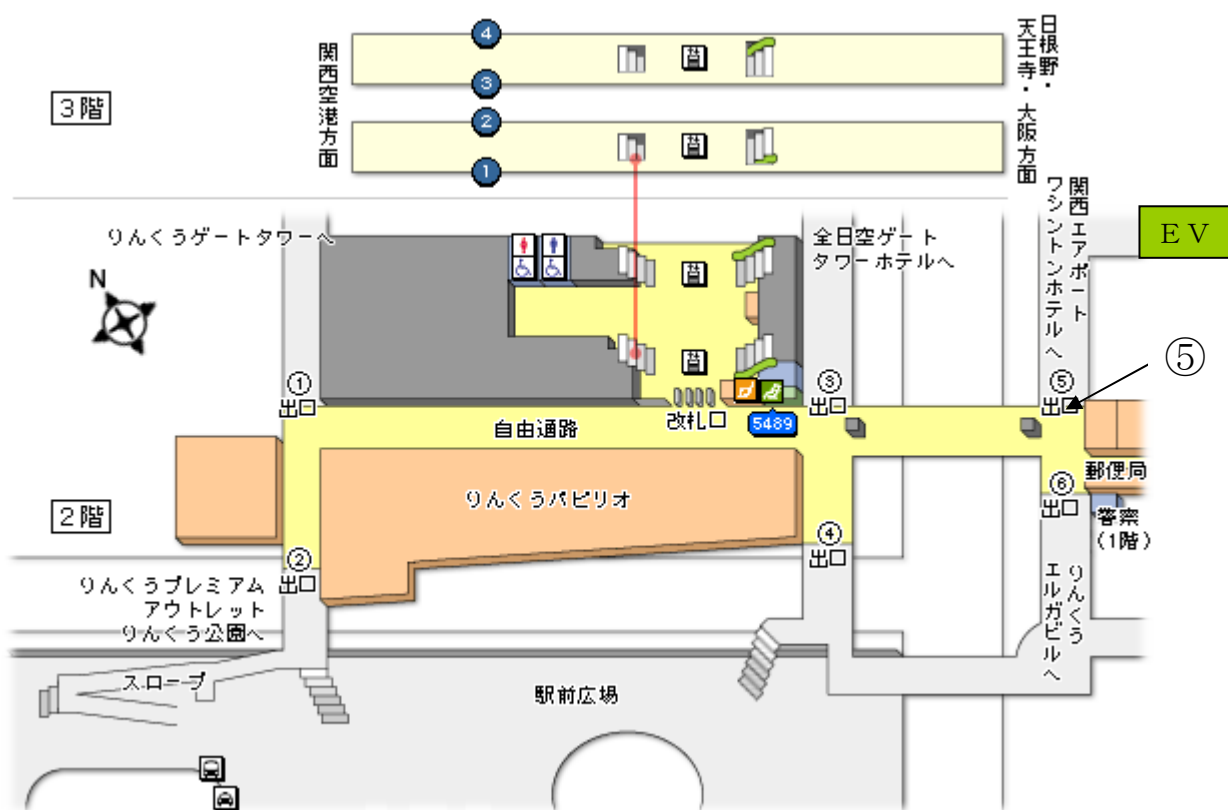 4
3
2
1
3階
関西空港方面
日根野・
天王寺・大阪方面
りんくうゲートタワーへ
全日空ゲート
タワーホテルへ
関西エアポート
ワシントンホテルへ
EV
N
⑤
①
出口
改札口
5489
③
出口
⑤
出口
自由通路
りんくうパピリオ
郵便局
2階
⑥
出口
警察
(1階)
②
出口
④
出口
りんくうプレミアム
アウトレット
りんくう公園へ
りんくう
エルガビルへ
スロープ
駅前広場